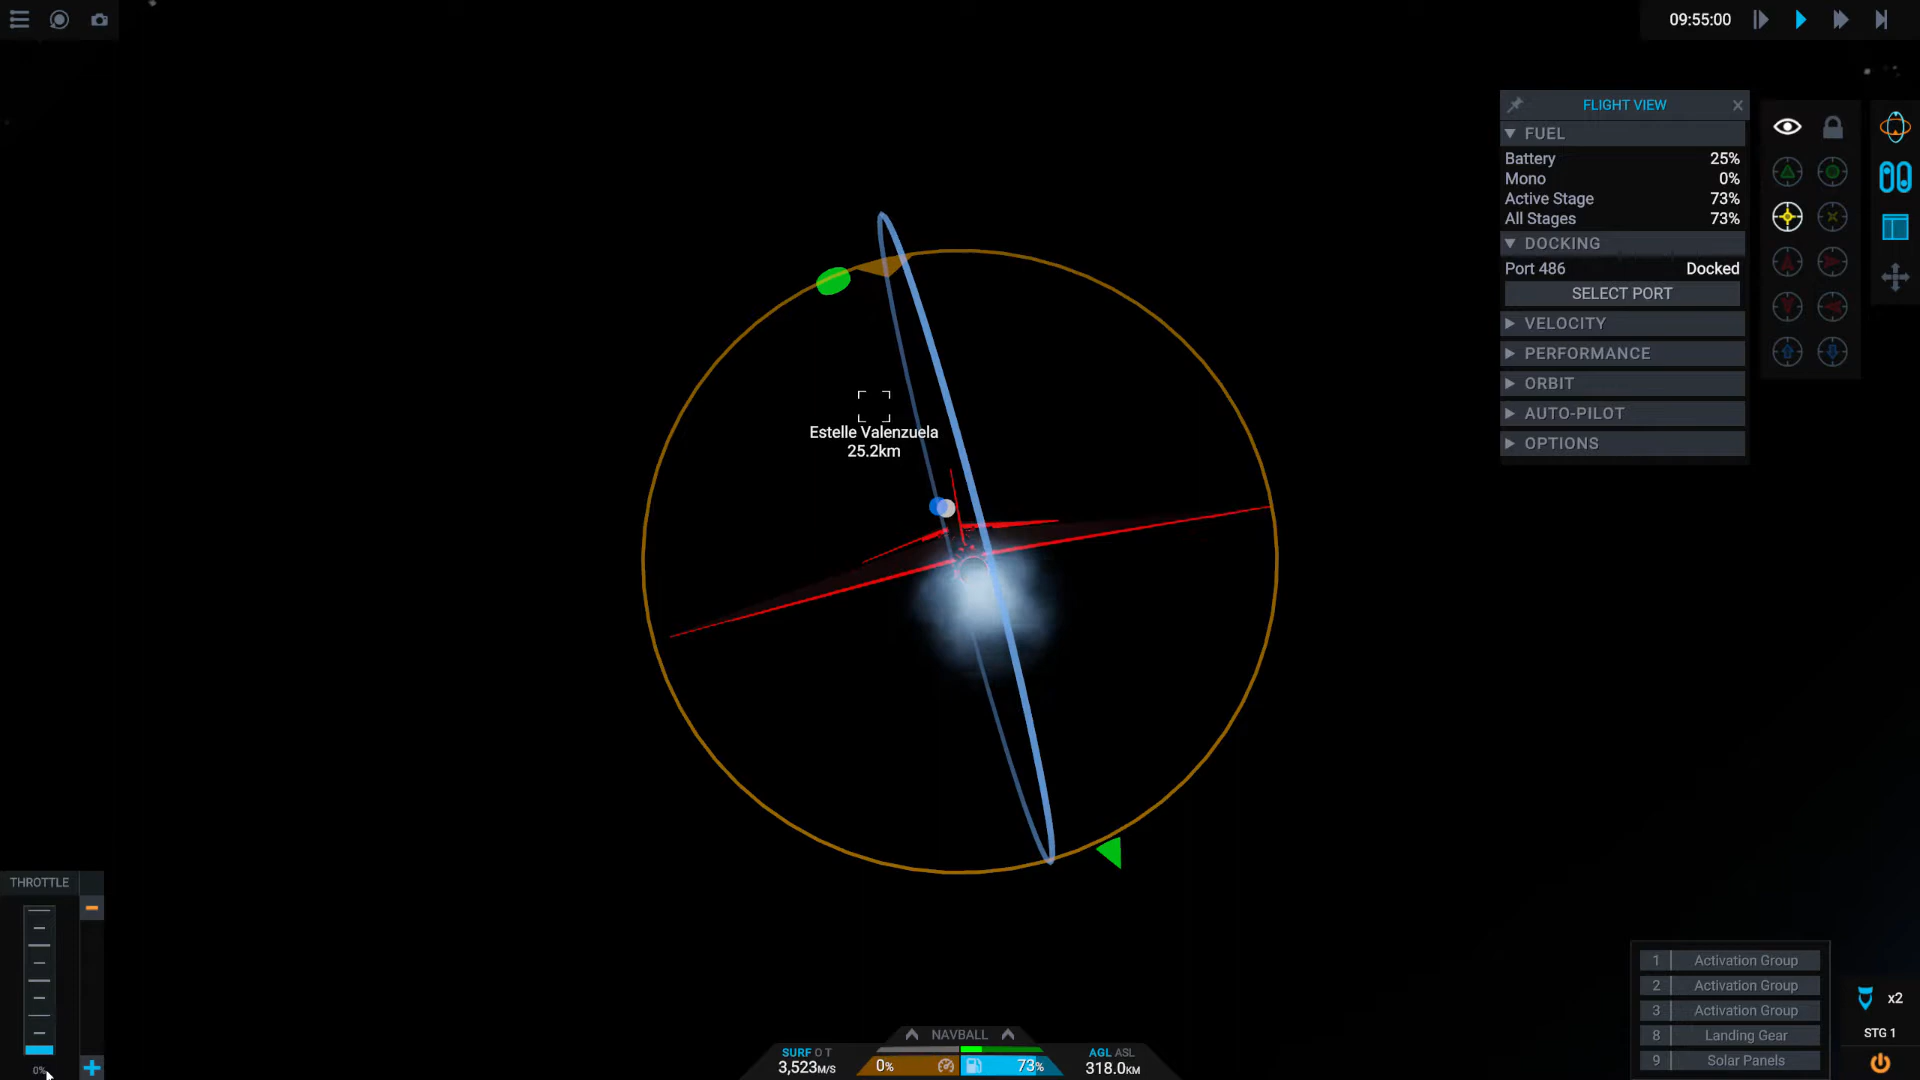 09:55:00
FLIGHT VIEW
FUEL
Battery 25%
Mono 0%
Active Stage 73%
All Stages 73%
DOCKING
Port 486 Docked
SELECT PORT
VELOCITY
PERFORMANCE
ORBIT
AUTO-PILOT
OPTIONS
Estelle Valenzuela
25.2km
THROTTLE
0%
NAVBALL
SURF O T
3,523M/S
0%
73%
AGL ASL
318.0KM
1 Activation Group
2 Activation Group
3 Activation Group
8 Landing Gear
9 Solar Panels
x2
STG 1